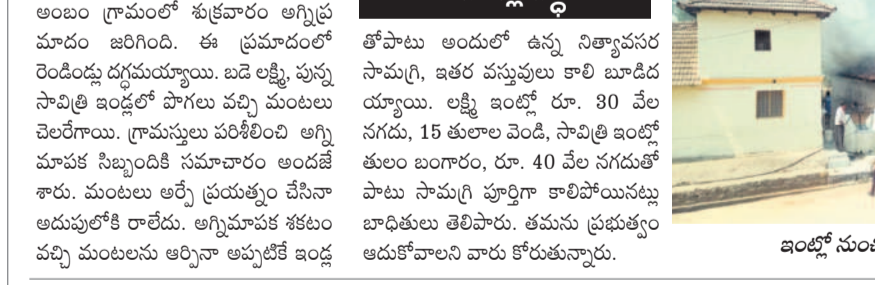 అంబం గ్రామంలో శుక్రవారం అగ్నిప్ర
మాదం జరిగింది. ఈ ప్రమాదంలో
రెండిండ్లు దగ్ధమయ్యాయి. బడె లక్ష్మి, పున్న
సావిత్రి ఇండ్లలో పొగలు వచ్చి మంటలు
చెలరేగాయి. గ్రామస్తులు పరిశీలించి అగ్ని
మాపక సిబ్బందికి సమాచారం అందజే
శారు. మంటలు అర్పే ప్రయత్నం చేసినా
అదుపులోకి రాలేదు. అగ్నిమాపక శకటం
వచ్చి మంటలను ఆర్పినా అప్పటికే ఇండ్ల
తోపాటు అందులో ఉన్న నిత్యావసర
సామగ్రి, ఇతర వస్తువులు కాలి బూడిద
య్యాయి. లక్ష్మి ఇంట్లో రూ. 30 వేల
నగదు, 15 తులాల వెండి, సావిత్రి ఇంట్లో
తులం బంగారం, రూ. 40 వేల నగదుతో
పాటు సామగ్రి పూర్తిగా కాలిపోయినట్లు
బాధితులు తెలిపారు. తమను ప్రభుత్వం
ఆదుకోవాలని వారు కోరుతున్నారు.
ఇంట్లో నుంచి